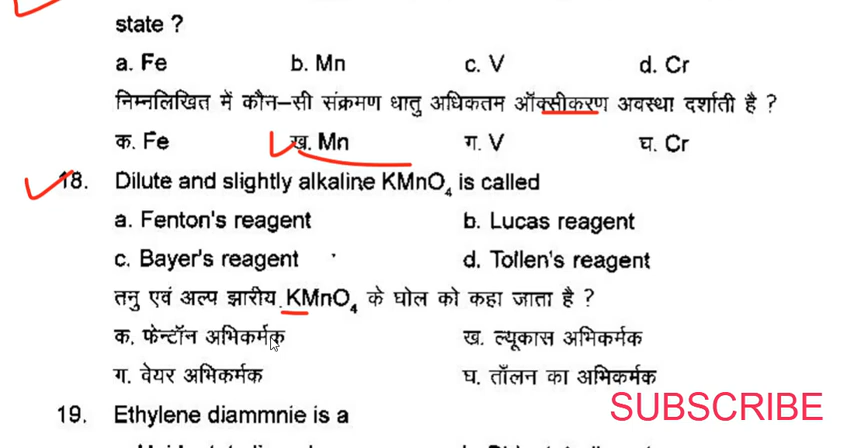 state ?
a. Fe b. Mn c. V d. Cr
निम्नलिखित में कौन-सी संक्रमण धातु अधिकतम ऑक्सीकरण अवस्था दर्शाती है ?
क. Fe ख. Mn ग. V घ. Cr
18. Dilute and slightly alkaline KMnO₄ is called
a. Fenton's reagent b. Lucas reagent
c. Bayer's reagent d. Tollen's reagent
तनु एवं अल्प झारीय KMnO₄ के घोल को कहा जाता है ?
क. फेन्टॉन अभिकर्मक ख. ल्यूकास अभिकर्मक
ग. वेयर अभिकर्मक घ. तॉलन का अभिकर्मक
SUBSCRIBE
19. Ethylene diammnie is a